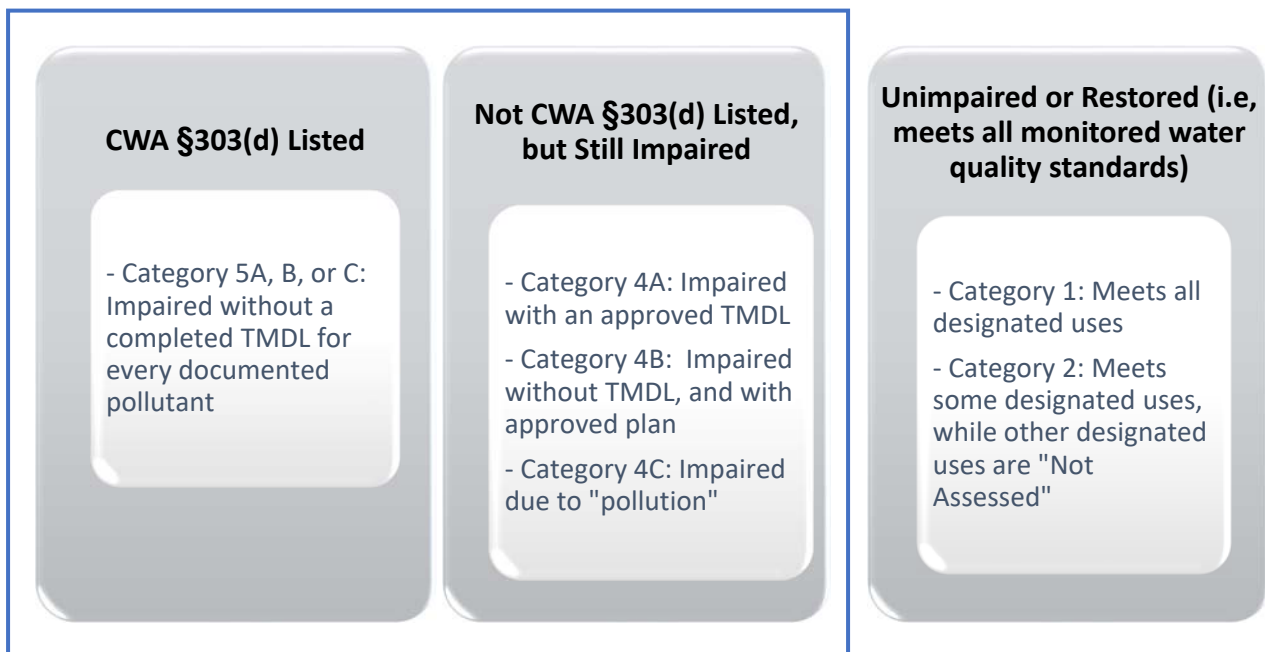 CWA §303(d) Listed
- Category 5A, B, or C:
Impaired without a
completed TMDL for
every documented
pollutant
Not CWA §303(d) Listed,
but Still Impaired
- Category 4A: Impaired
with an approved TMDL
- Category 4B:  Impaired
without TMDL, and with
approved plan
- Category 4C: Impaired
due to "pollution"
Unimpaired or Restored (i.e,
meets all monitored water
quality standards)
- Category 1: Meets all
designated uses
- Category 2: Meets
some designated uses,
while other designated
uses are "Not
Assessed"